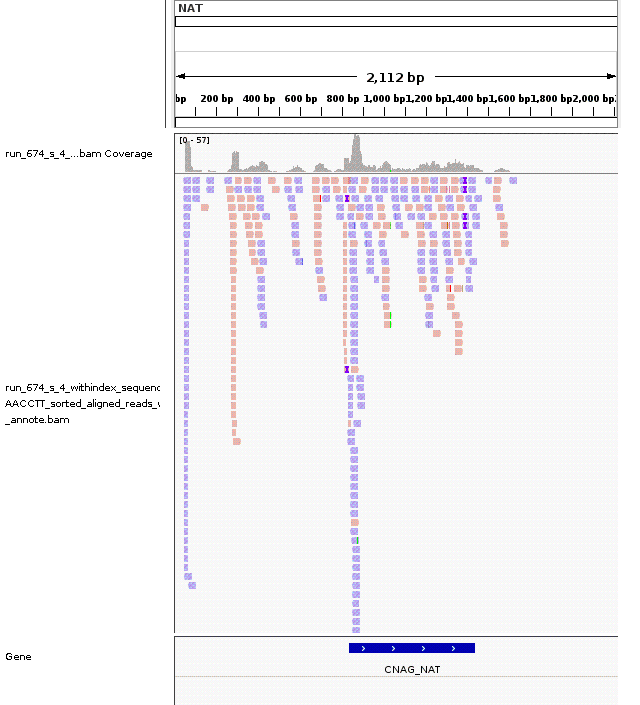 NAT
2,112 bp
bp 200 bp 400 bp 600 bp 800 bp 1,000 bp 1,200 bp 1,400 bp 1,600 bp 1,800 bp 2,000 bp
[0 - 57]
run_674_s_4_...bam Coverage
run_674_s_4_withindex_sequenc
AACCTT_sorted_aligned_reads_
_annote.bam
Gene
CNAG_NAT